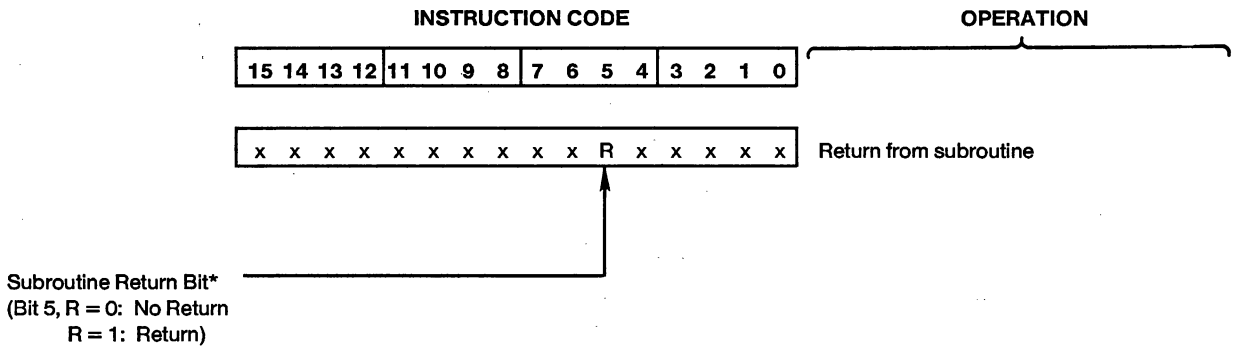 INSTRUCTION CODE OPERATION
15 14 13 12 11 10 9 8 7 6 5 4 3 2 1 0
x x x x x x x x x x R x x x x x Return from subroutine
Subroutine Return Bit*
(Bit 5, R = 0: No Return
R = 1: Return)